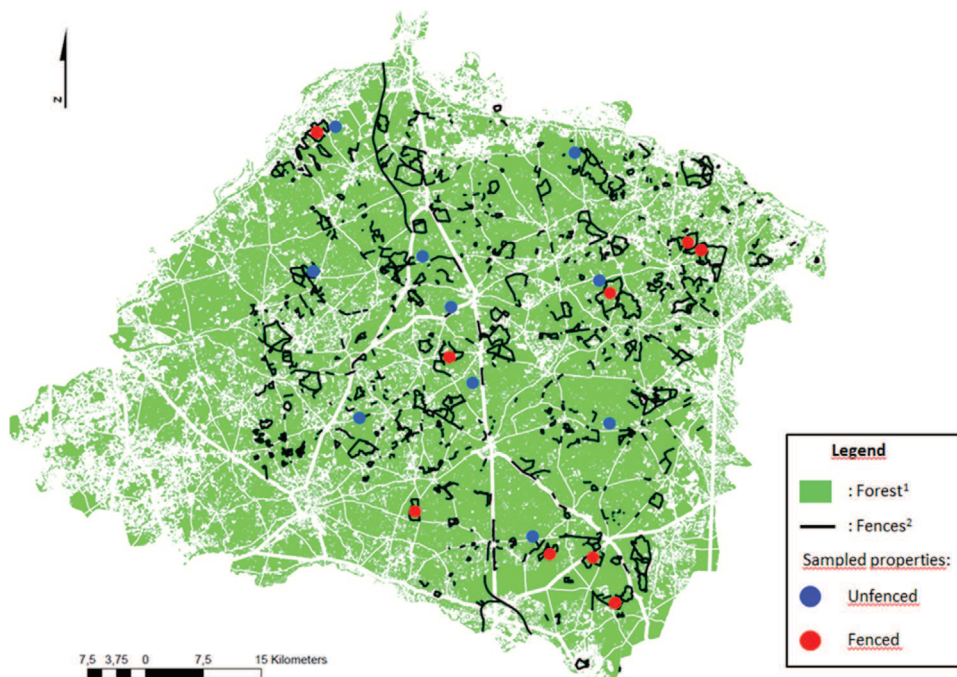 N
Legend
: Forest¹
: Fences²
Sampled properties:
Unfenced
Fenced
7,5 3,75 0 7,5 15 Kilometers